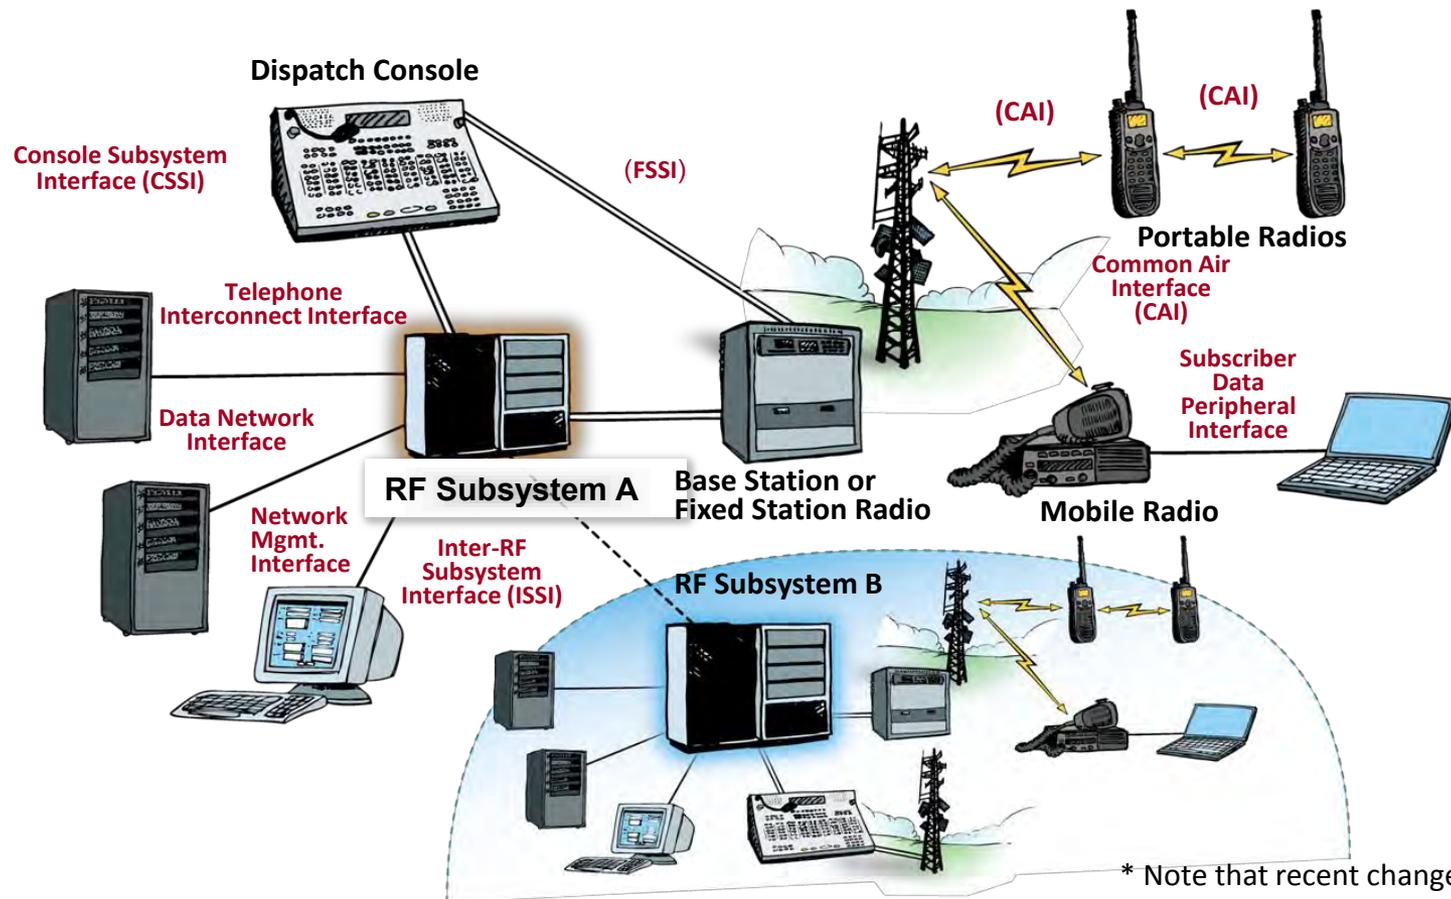 Dispatch Console
Console Subsystem
Interface (CSSI)
(FSSI)
(CAI)
(CAI)
Portable Radios
Common Air
Interface
(CAI)
Telephone
Interconnect Interface
Data Network
Interface
Subscriber
Data
Peripheral
Interface
RF Subsystem A
Base Station or
Fixed Station Radio
Mobile Radio
Network
Mgmt.
Interface
Inter-RF
Subsystem
Interface (ISSI)
RF Subsystem B
* Note that recent change